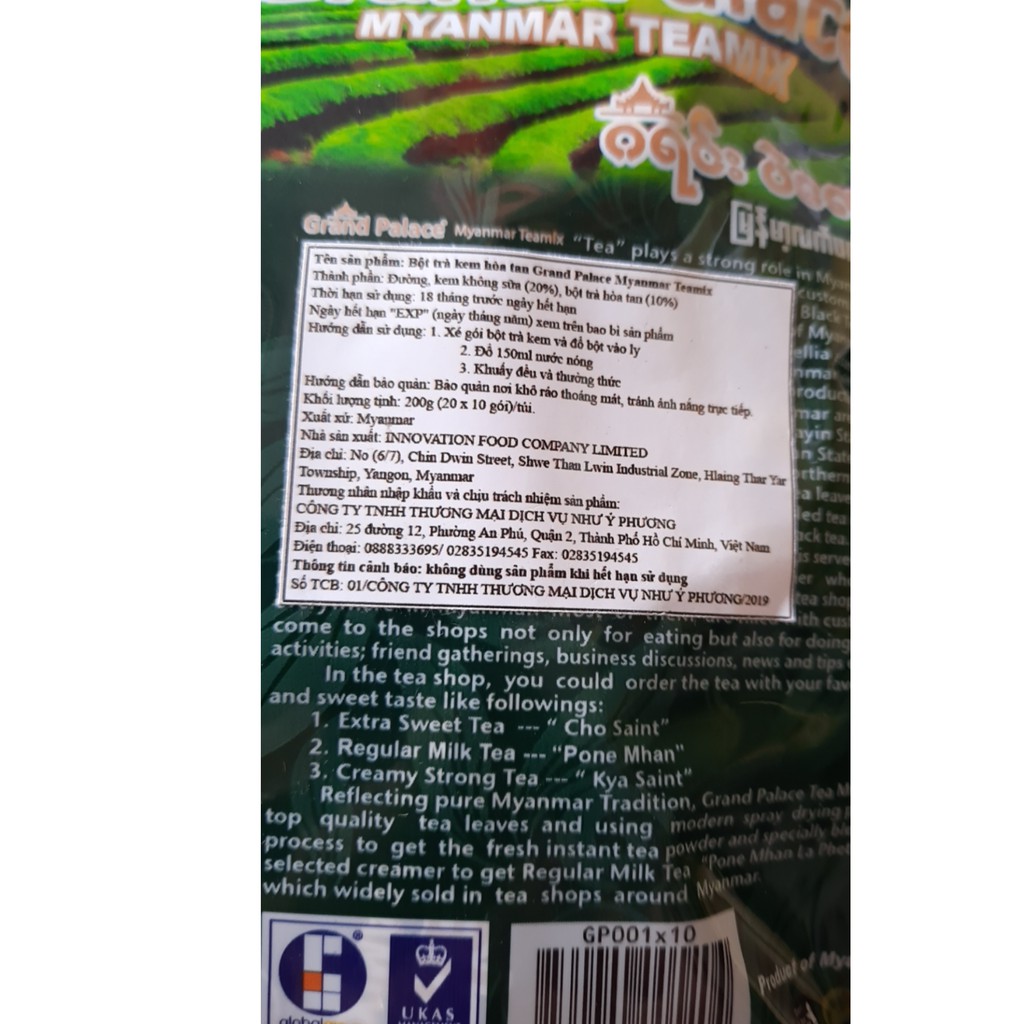 MYANMAR TEAMIX
Grand Palace® Myanmar Teamix "Tea" plays a strong role in
Tên sản phẩm: Bột trà kem hòa tan Grand Palace Myanmar Teamix
Thành phần: Đường, kem không sữa (20%), bột trà hòa tan (10%)
Thời hạn sử dụng: 18 tháng trước ngày hết hạn
Ngày hết hạn "EXP" (ngày tháng năm) xem trên bao bì sản phẩm
Hướng dẫn sử dụng: 1. Xé gói bột trà kem và đổ bột vào ly
2. Đổ 150ml nước nóng
3. Khuấy đều và thưởng thức
Hướng dẫn bảo quản: Bảo quản nơi khô ráo thoáng mát, tránh ánh nắng trực tiếp.
Khối lượng tịnh: 200g (20 x 10 gói)/túi.
Xuất xứ: Myanmar
Nhà sản xuất: INNOVATION FOOD COMPANY LIMITED
Địa chỉ: No (6/7), Chin Dwin Street, Shwe Than Lwin Industrial Zone, Hlaing Thar Yar
Township, Yangon, Myanmar
Thương nhân nhập khẩu và chịu trách nhiệm sản phẩm:
CÔNG TY TNHH THƯƠNG MẠI DỊCH VỤ NHƯ Ý PHƯƠNG
Địa chỉ: 25 đường 12, Phường An Phú, Quận 2, Thành Phố Hồ Chí Minh, Việt Nam
Điện thoại: 0888333695/ 02835194545 Fax: 02835194545
Thông tin cảnh báo: không dùng sản phẩm khi hết hạn sử dụng
Số TCB: 01/CÔNG TY TNHH THƯƠNG MẠI DỊCH VỤ NHƯ Ý PHƯƠNG/2019
come to the shops not only for eating but also for doing
activities; friend gatherings, business discussions, news and tips
In the tea shop, you could order the tea with your
and sweet taste like followings:
1. Extra Sweet Tea --- " Cho Saint"
2. Regular Milk Tea --- "Pone Mhan"
3. Creamy Strong Tea --- " Kya Saint"
Reflecting pure Myanmar Tradition, Grand Palace Tea
top quality tea leaves and using modern spray drying
process to get the fresh instant tea powder and specially
selected creamer to get Regular Milk Tea "Pone Mhan La
which widely sold in tea shops around Myanmar.
GP001x10
UKAS
Product of